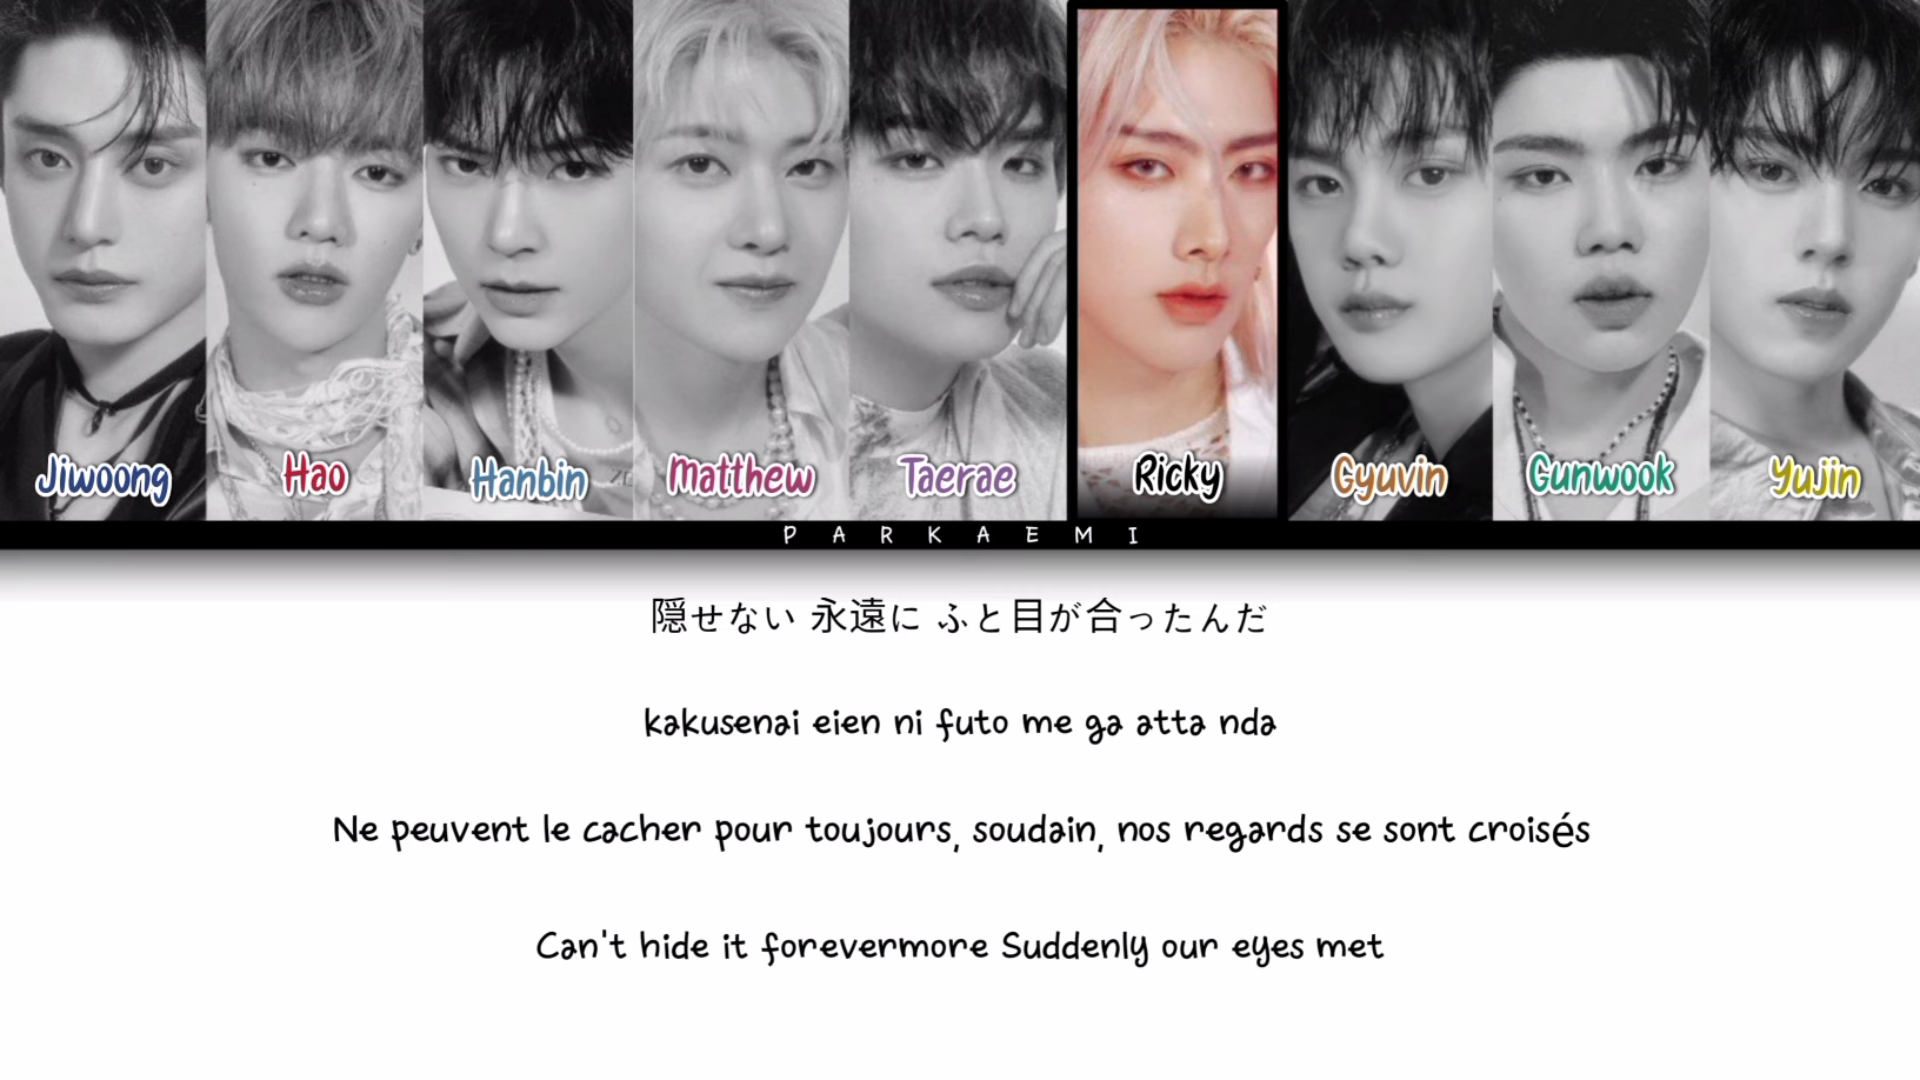 Jiwoong Hao Hanbin Matthew Taerae Ricky Gyuvin Gunwook Yujin
PARKAEMI
隠せない 永遠に ふと目が合ったんだ
kakusenai eien ni futo me ga atta nda
Ne peuvent le cacher pour toujours, soudain, nos regards se sont croisés
Can't hide it forevermore Suddenly our eyes met